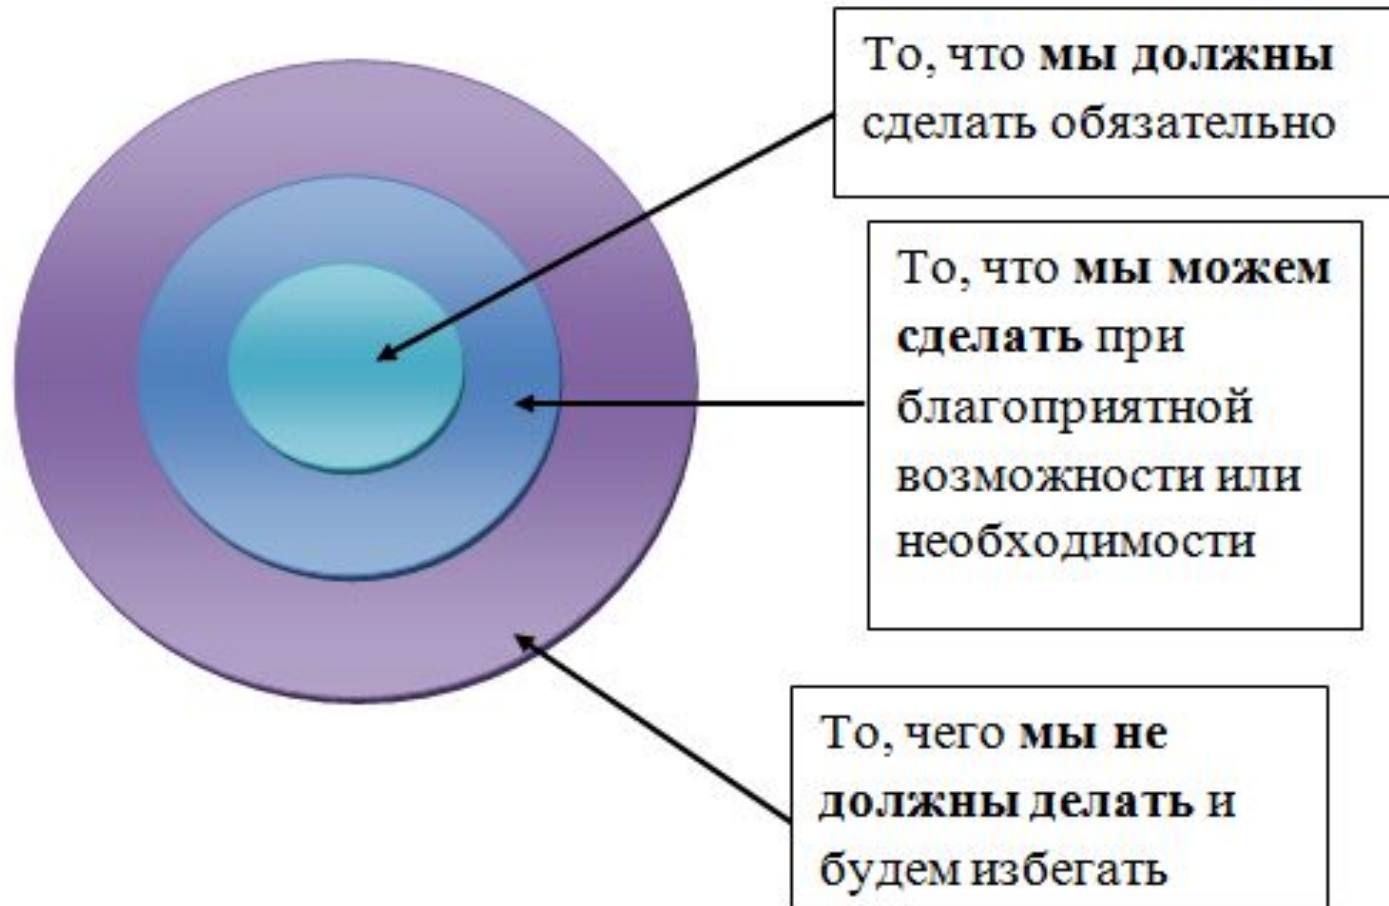 То, что мы должны
сделать обязательно
То, что мы можем
сделать при
благоприятной
возможности или
необходимости
То, чего мы не
должны делать и
будем избегать